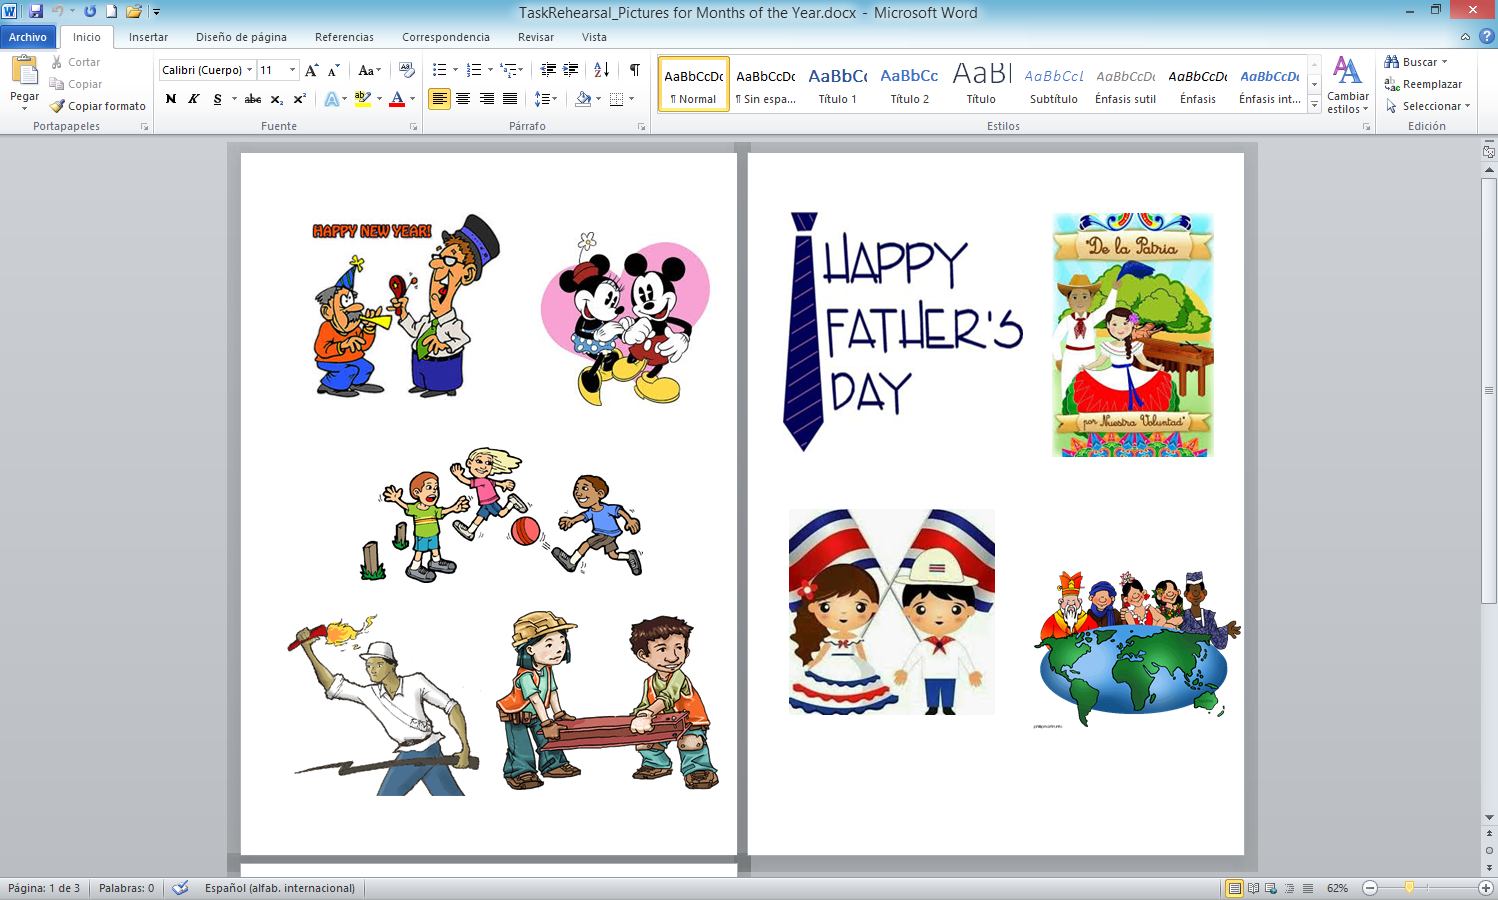 TaskRehearsal_Pictures for Months of the Year.docx - Microsoft Word
Archivo Inicio Insertar Diseño de página Referencias Correspondencia Revisar Vista
Pegar
Cortar
Copiar
Copiar formato
Portapapeles
Calibri (Cuerpo) 11
N K S abc x₂ x²
Fuente
Párrafo
AaBbCcDc
¶ Normal
AaBbCcDc
¶ Sin espa...
AaBbCc
Título 1
AaBbCc
Título 2
AaBl
Título
AaBbCcl
Subtítulo
AaBbCcDc
Énfasis sutil
AaBbCcDc
Énfasis
AaBbCcDc
Énfasis int...
Cambiar
estilos
Estilos
Buscar
Reemplazar
Seleccionar
Edición
HAPPY NEW YEAR!
HAPPY
FATHER'S
DAY
"De la Patria
por Nuestra Voluntad"
Página: 1 de 3 Palabras: 0 Español (alfab. internacional) 62%